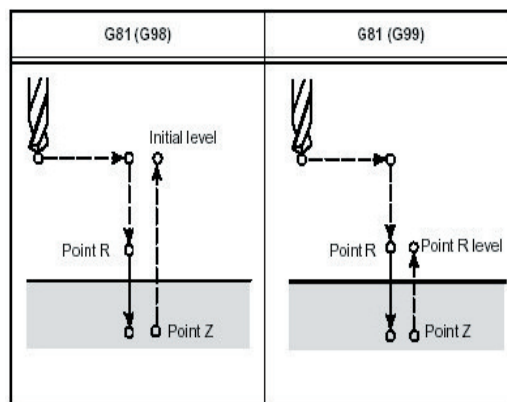 G81 (G98)
G81 (G99)
Initial level
Point R
Point Z
Point R
Point R level
Point Z